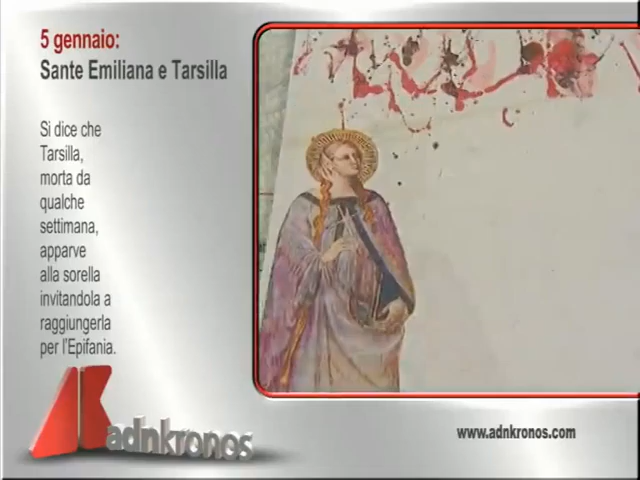 5 gennaio:
Sante Emiliana e Tarsilla
Si dice che
Tarsilla,
morta da
qualche
settimana,
apparve
alla sorella
invitandola a
raggiungerla
per l'Epifania.
adnkronos
www.adnkronos.com